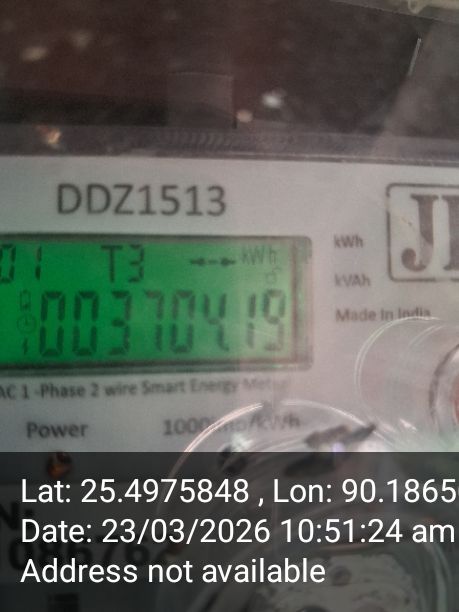 DDZ1513
01 T3 kWh
00370419
kWh
kVAh
Made In India
AC 1 -Phase 2 wire Smart Energy
Power
Lat: 25.4975848 , Lon: 90.1865
Date: 23/03/2026 10:51:24 am
Address not available